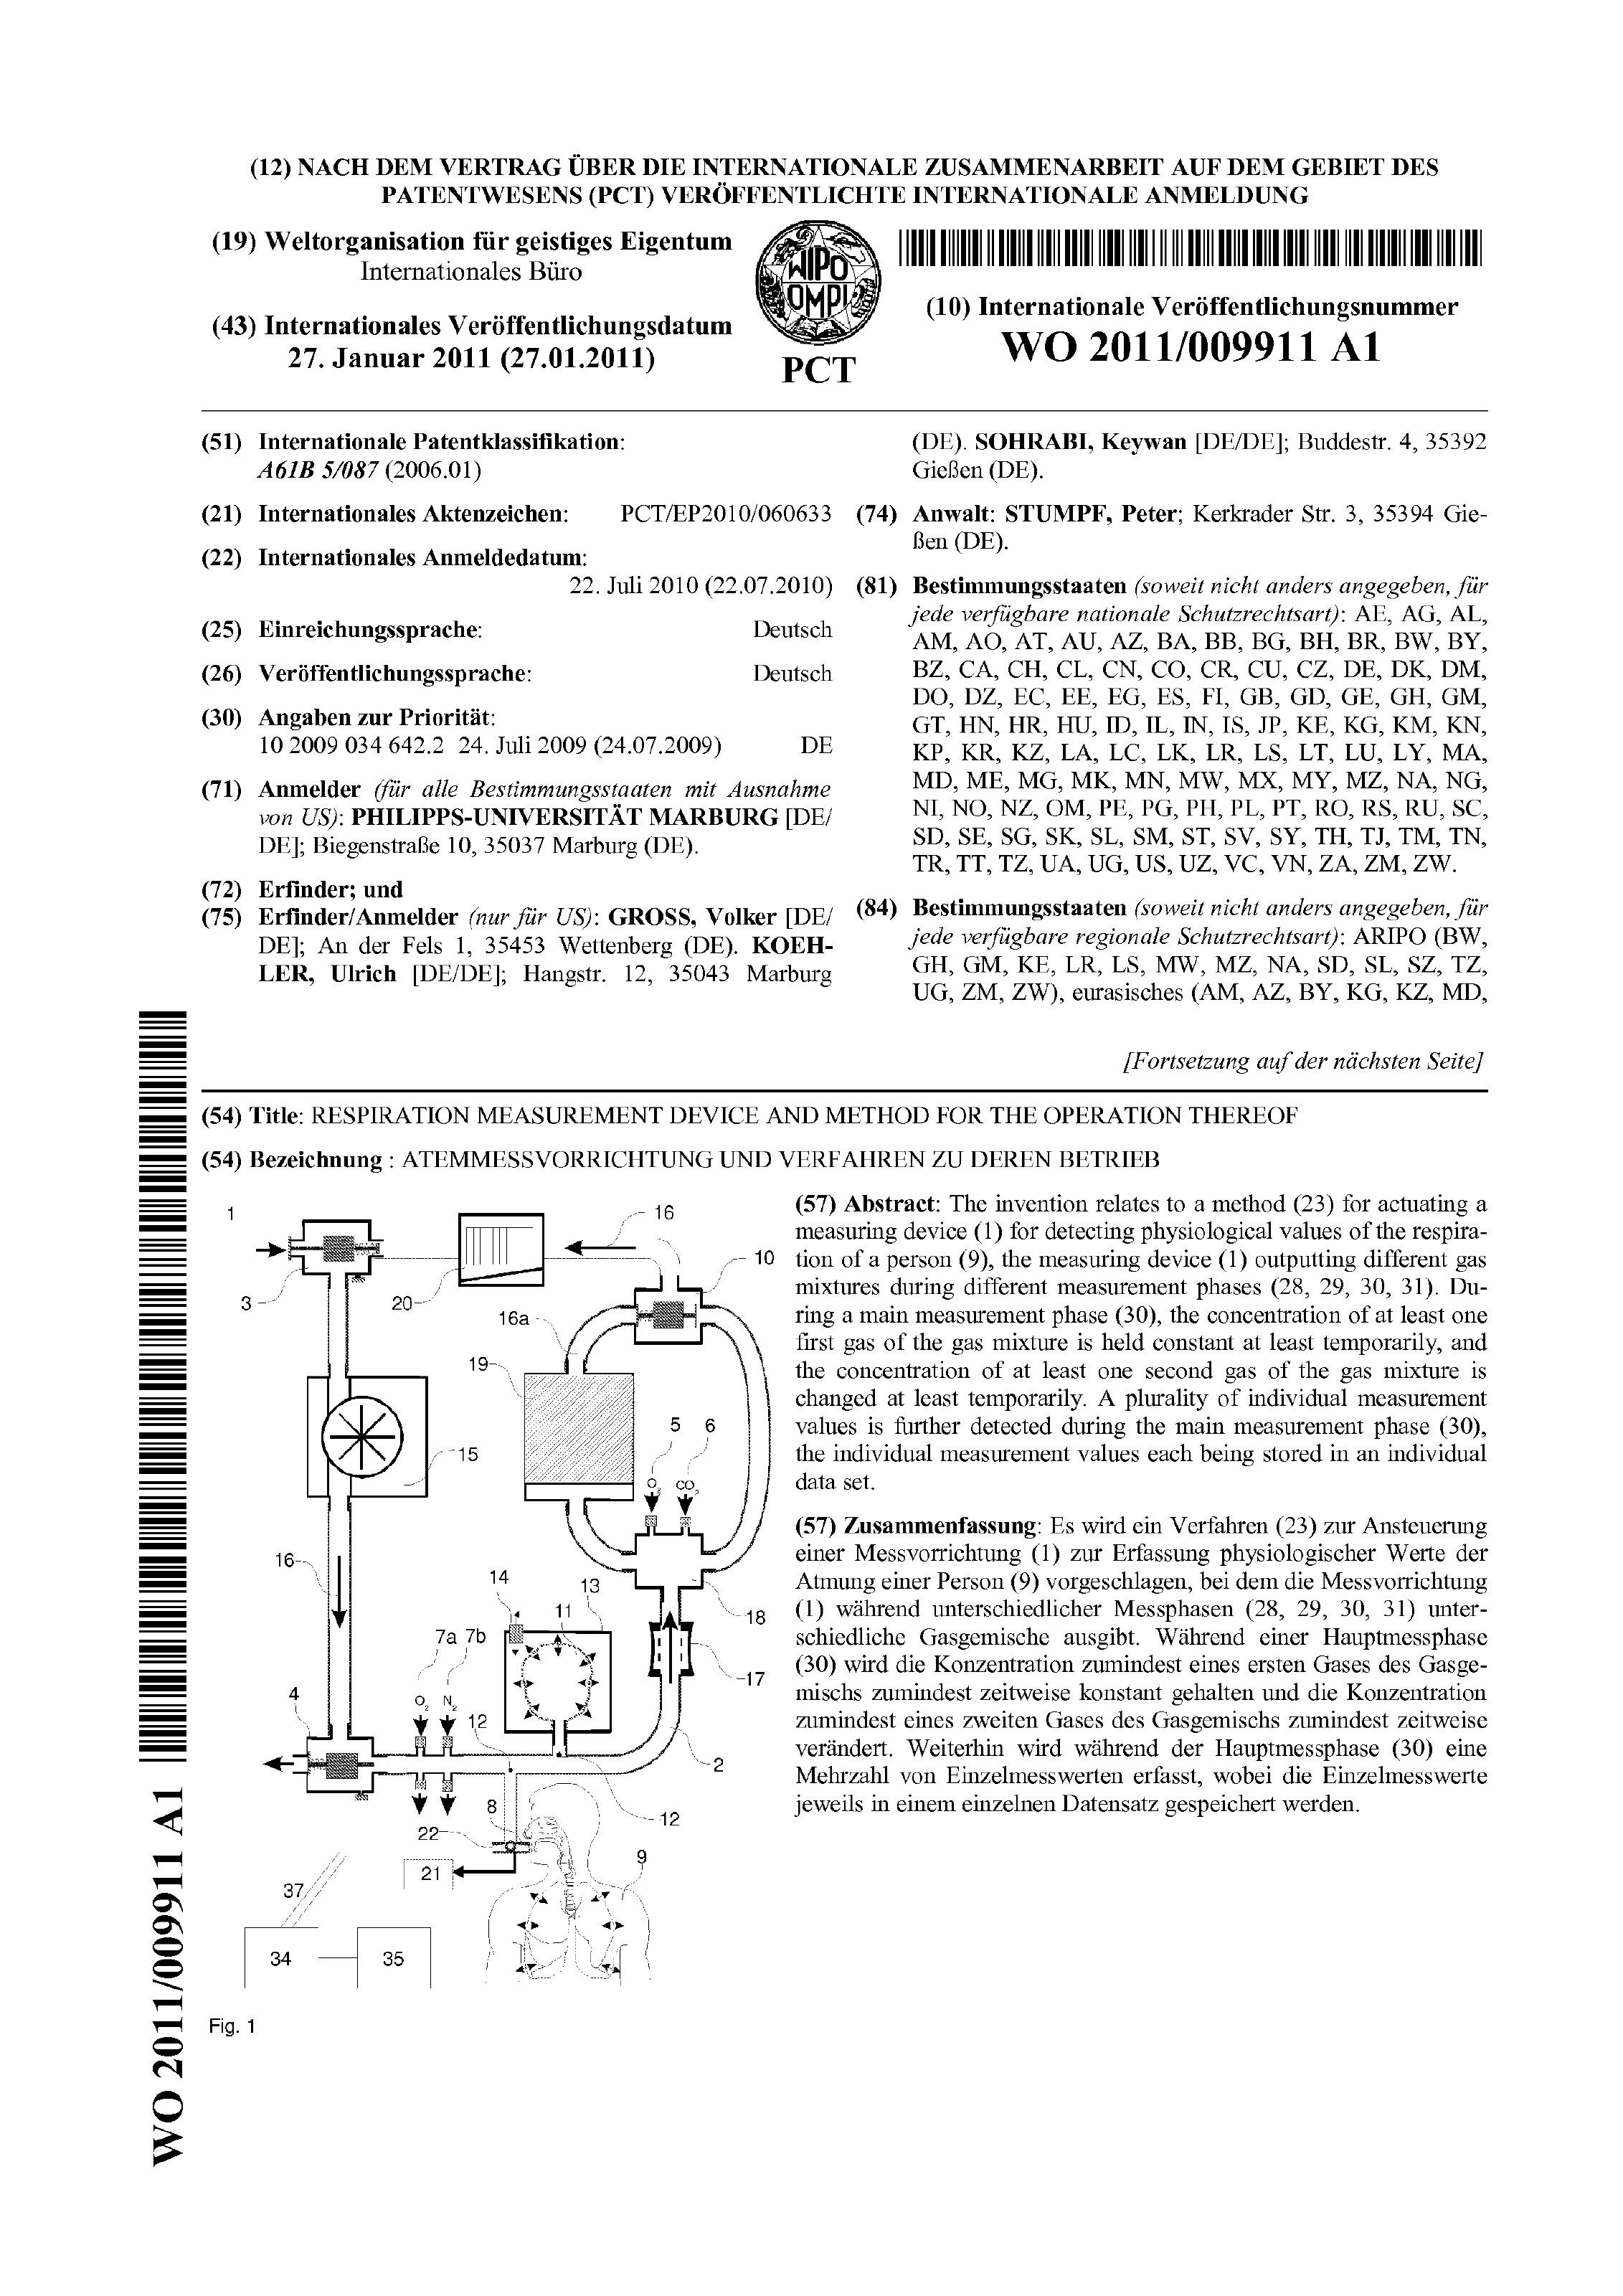 (12) NACH DEM VERTRAG ÜBER DIE INTERNATIONALE ZUSAMMENARBEIT AUF DEM GEBIET DES
PATENTWESENS (PCT) VERÖFFENTLICHTE INTERNATIONALE ANMELDUNG
(19) Weltorganisation für geistiges Eigentum
Internationales Büro
(43) Internationales Veröffentlichungsdatum
27. Januar 2011 (27.01.2011)
WIPO
OMPI
PCT
(10) Internationale Veröffentlichungsnummer
WO 2011/009911 A1
(51) Internationale Patentklassifikation:
A61B 5/087 (2006.01)
(21) Internationales Aktenzeichen: PCT/EP2010/060633
(22) Internationales Anmeldedatum:
22. Juli 2010 (22.07.2010)
(25) Einreichungssprache: Deutsch
(26) Veröffentlichungssprache: Deutsch
(30) Angaben zur Priorität:
10 2009 034 642.2 24. Juli 2009 (24.07.2009) DE
(71) Anmelder (für alle Bestimmungsstaaten mit Ausnahme
von US): PHILIPPS-UNIVERSITÄT MARBURG [DE/
DE]; Biegenstraße 10, 35037 Marburg (DE).
(72) Erfinder; und
(75) Erfinder/Anmelder (nur für US): GROSS, Volker [DE/
DE]; An der Fels 1, 35453 Wettenberg (DE). KOEH-
LER, Ulrich [DE/DE]; Hangstr. 12, 35043 Marburg
(DE). SOHRABI, Keywan [DE/DE]; Buddestr. 4, 35392
Gießen (DE).
(74) Anwalt: STUMPF, Peter; Kerkrader Str. 3, 35394 Gie-
ßen (DE).
(81) Bestimmungsstaaten (soweit nicht anders angegeben, für
jede verfügbare nationale Schutzrechtsart): AE, AG, AL,
AM, AO, AT, AU, AZ, BA, BB, BG, BH, BR, BW, BY,
BZ, CA, CH, CL, CN, CO, CR, CU, CZ, DE, DK, DM,
DO, DZ, EC, EE, EG, ES, FI, GB, GD, GE, GH, GM,
GT, HN, HR, HU, ID, IL, IN, IS, JP, KE, KG, KM, KN,
KP, KR, KZ, LA, LC, LK, LR, LS, LT, LU, LY, MA,
MD, ME, MG, MK, MN, MW, MX, MY, MZ, NA, NG,
NI, NO, NZ, OM, PE, PG, PH, PL, PT, RO, RS, RU, SC,
SD, SE, SG, SK, SL, SM, ST, SV, SY, TH, TJ, TM, TN,
TR, TT, TZ, UA, UG, US, UZ, VC, VN, ZA, ZM, ZW.
(84) Bestimmungsstaaten (soweit nicht anders angegeben, für
jede verfügbare regionale Schutzrechtsart): ARIPO (BW,
GH, GM, KE, LR, LS, MW, MZ, NA, SD, SL, SZ, TZ,
UG, ZM, ZW), eurasisches (AM, AZ, BY, KG, KZ, MD,
[Fortsetzung auf der nächsten Seite]
(54) Title: RESPIRATION MEASUREMENT DEVICE AND METHOD FOR THE OPERATION THEREOF
(54) Bezeichnung : ATEMMESSVORRICHTUNG UND VERFAHREN ZU DEREN BETRIEB
1
16
10
3
20
16a
19
5 6
15
O2 CO2
16
14
13
11
18
7a 7b
17
4
O2 N2
12
2
8
12
22
21
9
37
34
35
Fig. 1
(57) Abstract: The invention relates to a method (23) for actuating a
measuring device (1) for detecting physiological values of the respira-
tion of a person (9), the measuring device (1) outputting different gas
mixtures during different measurement phases (28, 29, 30, 31). Du-
ring a main measurement phase (30), the concentration of at least one
first gas of the gas mixture is held constant at least temporarily, and
the concentration of at least one second gas of the gas mixture is
changed at least temporarily. A plurality of individual measurement
values is further detected during the main measurement phase (30),
the individual measurement values each being stored in an individual
data set.
(57) Zusammenfassung: Es wird ein Verfahren (23) zur Ansteuerung
einer Messvorrichtung (1) zur Erfassung physiologischer Werte der
Atmung einer Person (9) vorgeschlagen, bei dem die Messvorrichtung
(1) während unterschiedlicher Messphasen (28, 29, 30, 31) unter-
schiedliche Gasgemische ausgibt. Während einer Hauptmessphase
(30) wird die Konzentration zumindest eines ersten Gases des Gasge-
mischs zumindest zeitweise konstant gehalten und die Konzentration
zumindest eines zweiten Gases des Gasgemischs zumindest zeitweise
verändert. Weiterhin wird während der Hauptmessphase (30) eine
Mehrzahl von Einzelmesswerten erfasst, wobei die Einzelmesswerte
jeweils in einem einzelnen Datensatz gespeichert werden.
WO 2011/009911 A1